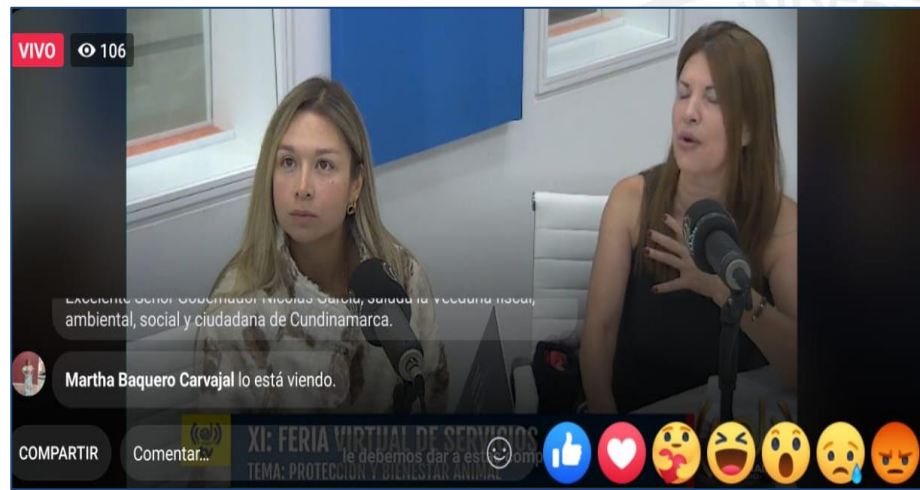 VIVO 106
Excelente Señor Gobernador Nicolás García, saluda la Veeduría fiscal,
ambiental, social y ciudadana de Cundinamarca.
Martha Baquero Carvajal lo está viendo.
XI: FERIA VIRTUAL DE SERVICIOS
COMPARTIR Comentar... le debemos dar a este
TEMA: PROTECCIÓN Y BIENESTAR ANIMAL